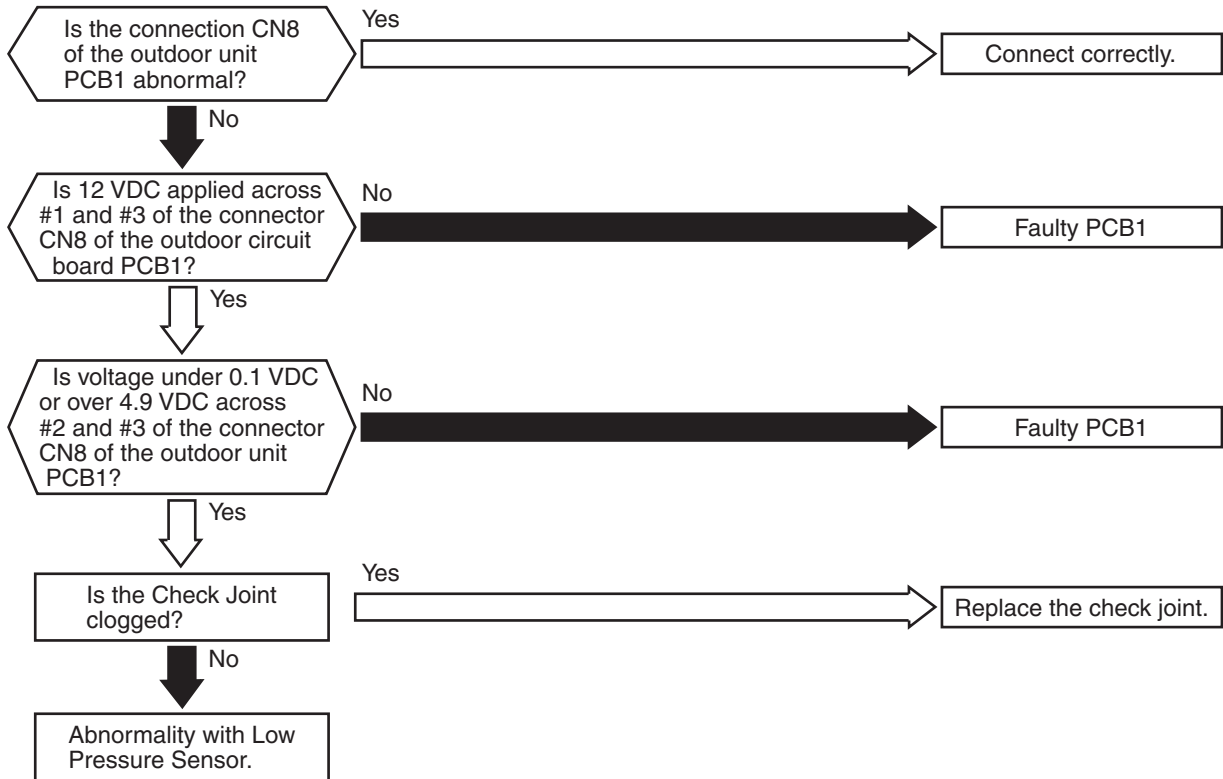 Is the connection CN8
of the outdoor unit
PCB1 abnormal?
Yes
Connect correctly.
No
Is 12 VDC applied across
#1 and #3 of the connector
CN8 of the outdoor circuit
board PCB1?
No
Faulty PCB1
Yes
Is voltage under 0.1 VDC
or over 4.9 VDC across
#2 and #3 of the connector
CN8 of the outdoor unit
PCB1?
No
Faulty PCB1
Yes
Is the Check Joint
clogged?
Yes
Replace the check joint.
No
Abnormality with Low
Pressure Sensor.